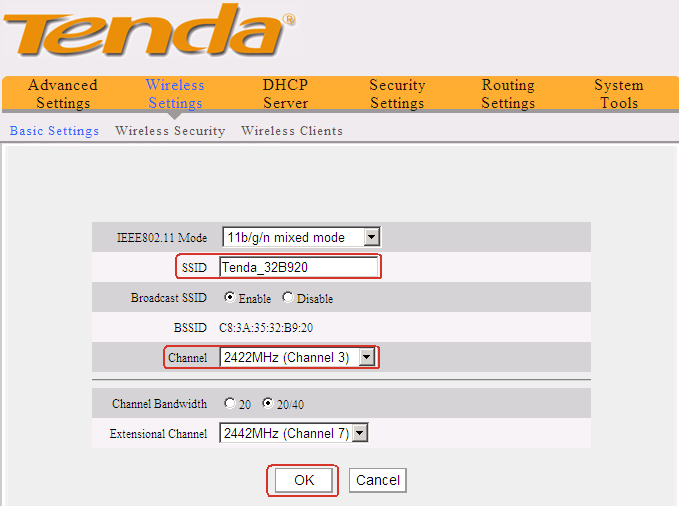 Tenda®
Advanced Settings
Wireless Settings
DHCP Server
Security Settings
Routing Settings
System Tools
Basic Settings Wireless Security Wireless Clients
IEEE802.11 Mode 11b/g/n mixed mode
SSID Tenda_32B920
Broadcast SSID Enable Disable
BSSID C8:3A:35:32:B9:20
Channel 2422MHz (Channel 3)
Channel Bandwidth 20 20/40
Extensional Channel 2442MHz (Channel 7)
OK Cancel